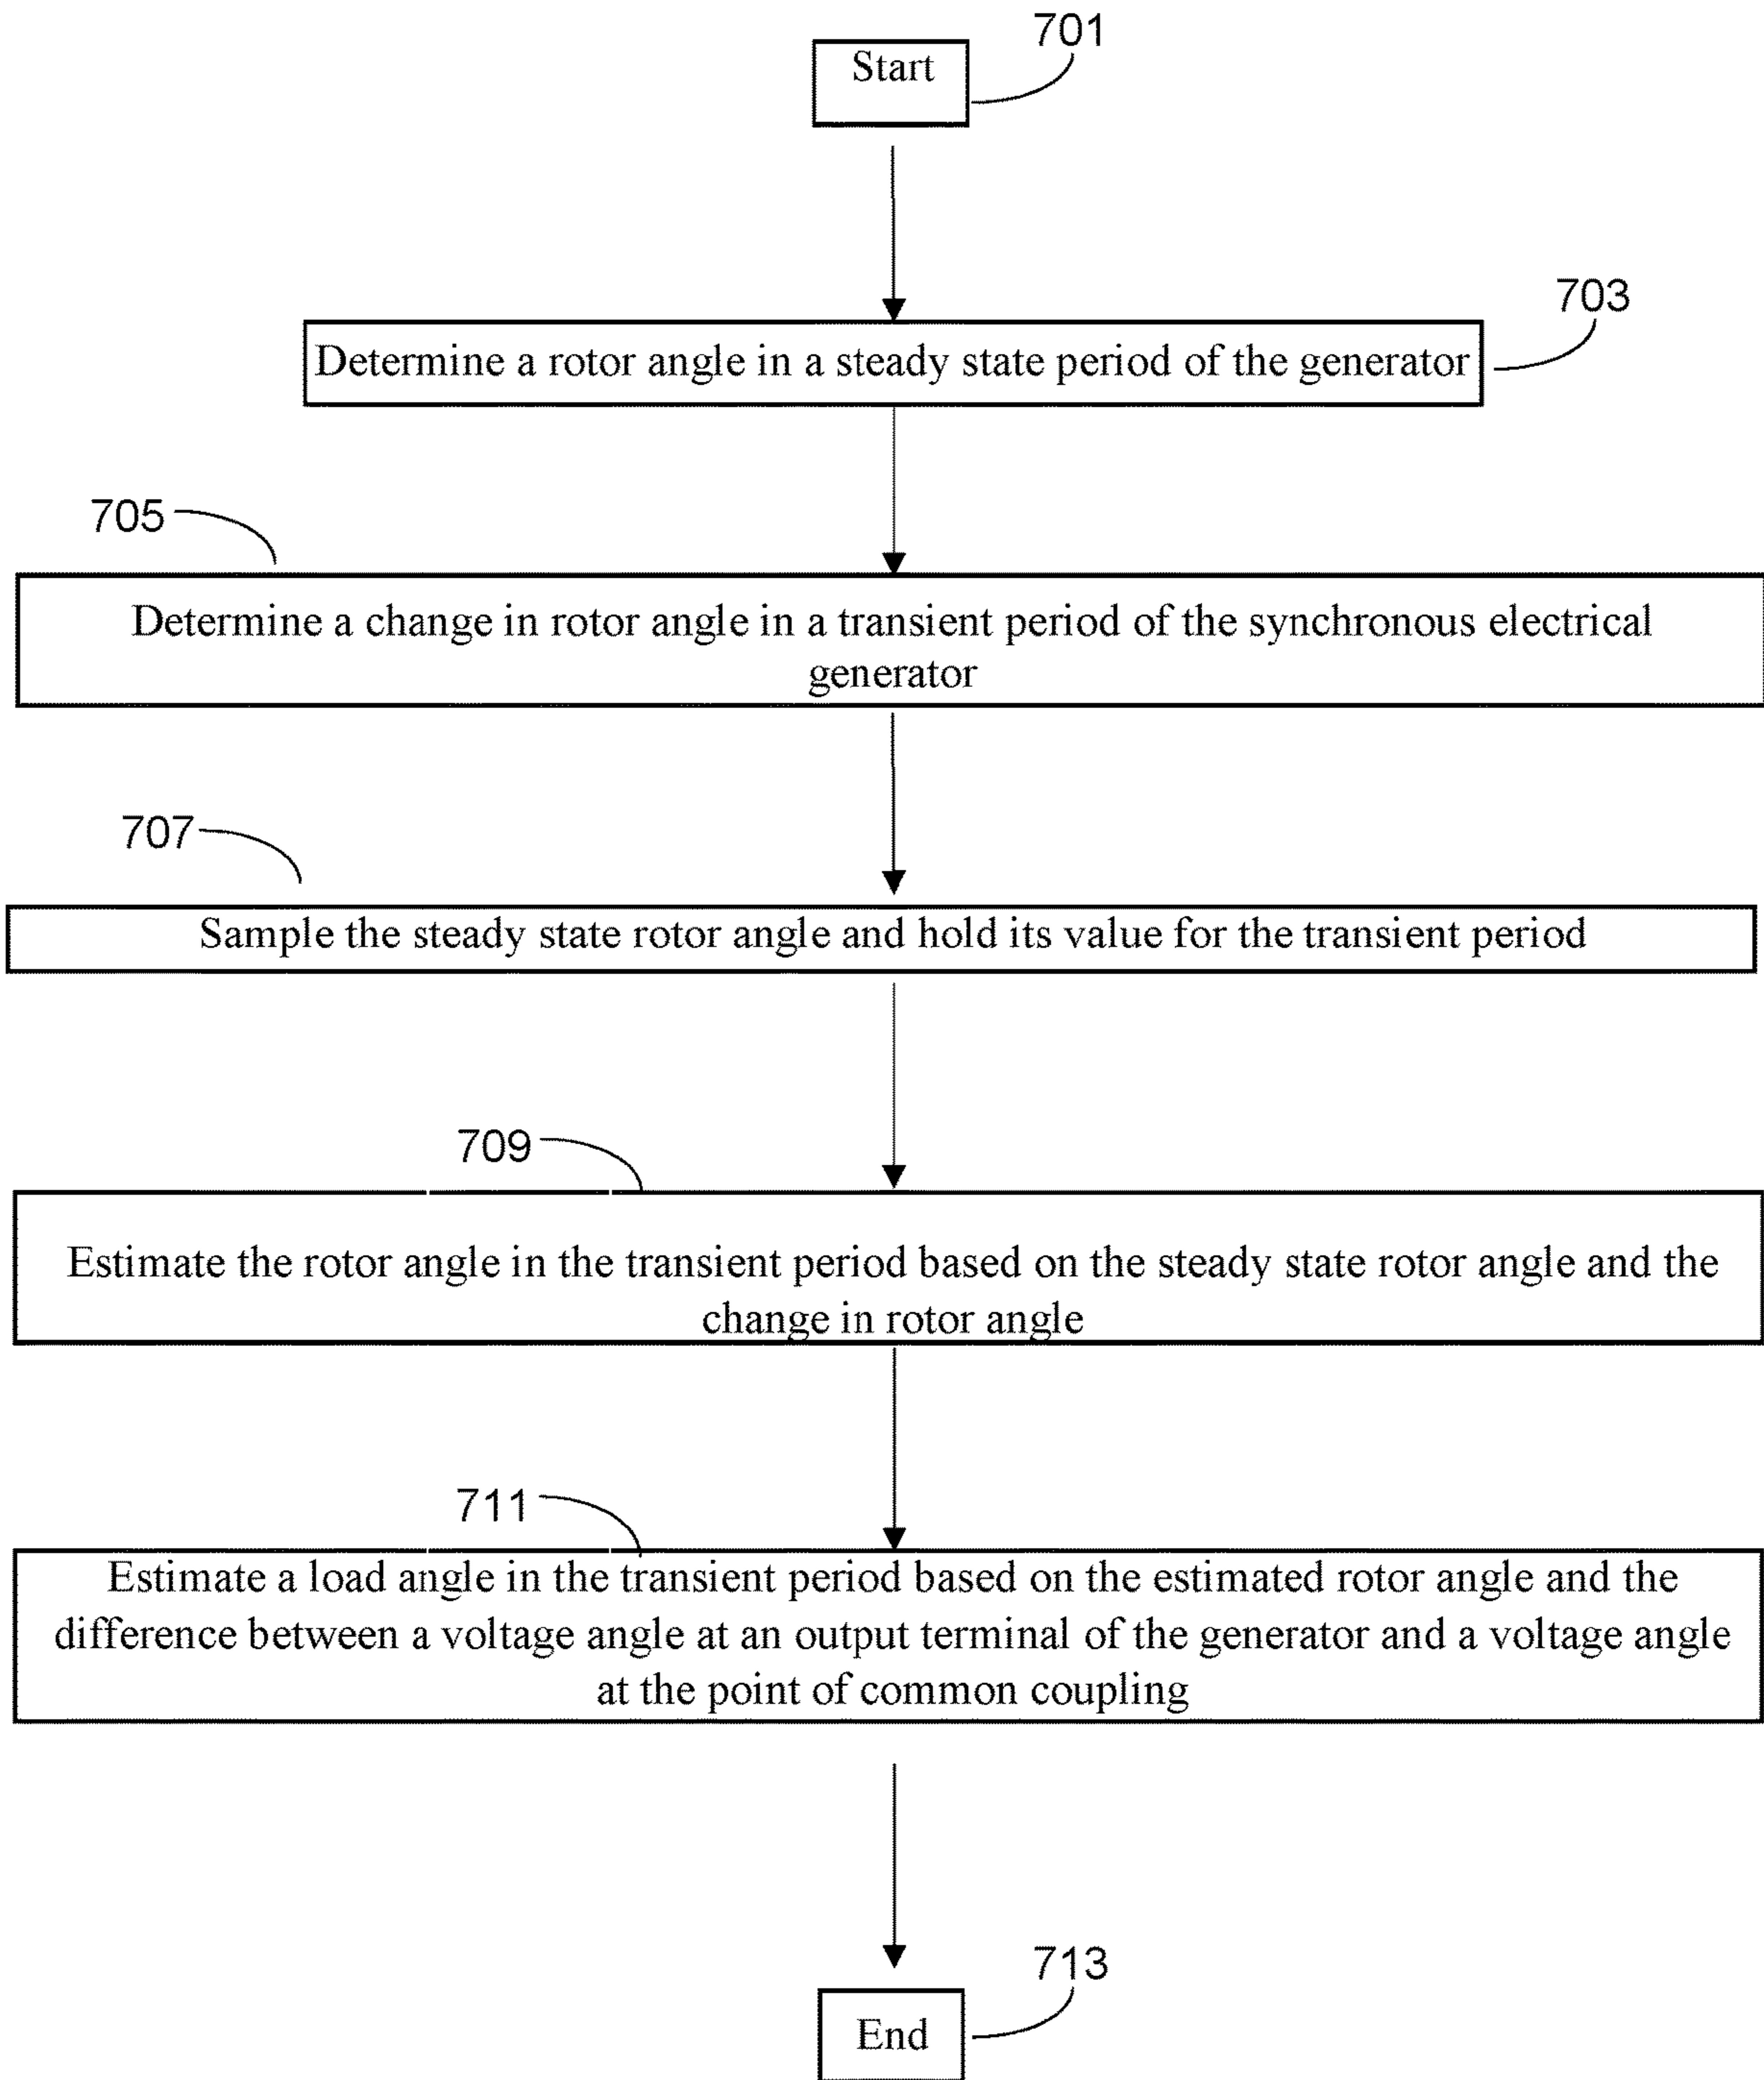 701
Start
703
Determine a rotor angle in a steady state period of the generator
705
Determine a change in rotor angle in a transient period of the synchronous electrical
generator
707
Sample the steady state rotor angle and hold its value for the transient period
709
Estimate the rotor angle in the transient period based on the steady state rotor angle and the
change in rotor angle
711
Estimate a load angle in the transient period based on the estimated rotor angle and the
difference between a voltage angle at an output terminal of the generator and a voltage angle
at the point of common coupling
713
End